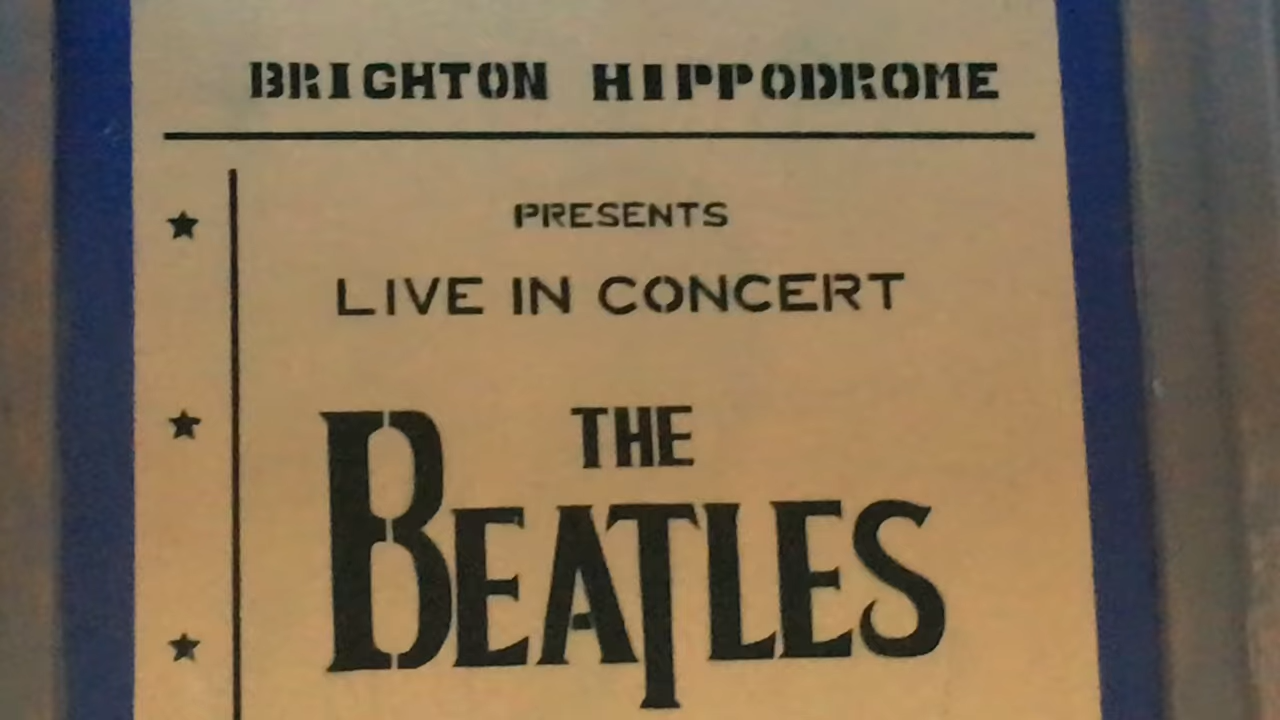 BRIGHTON HIPPODROME
PRESENTS
LIVE IN CONCERT
THE
BEATLES